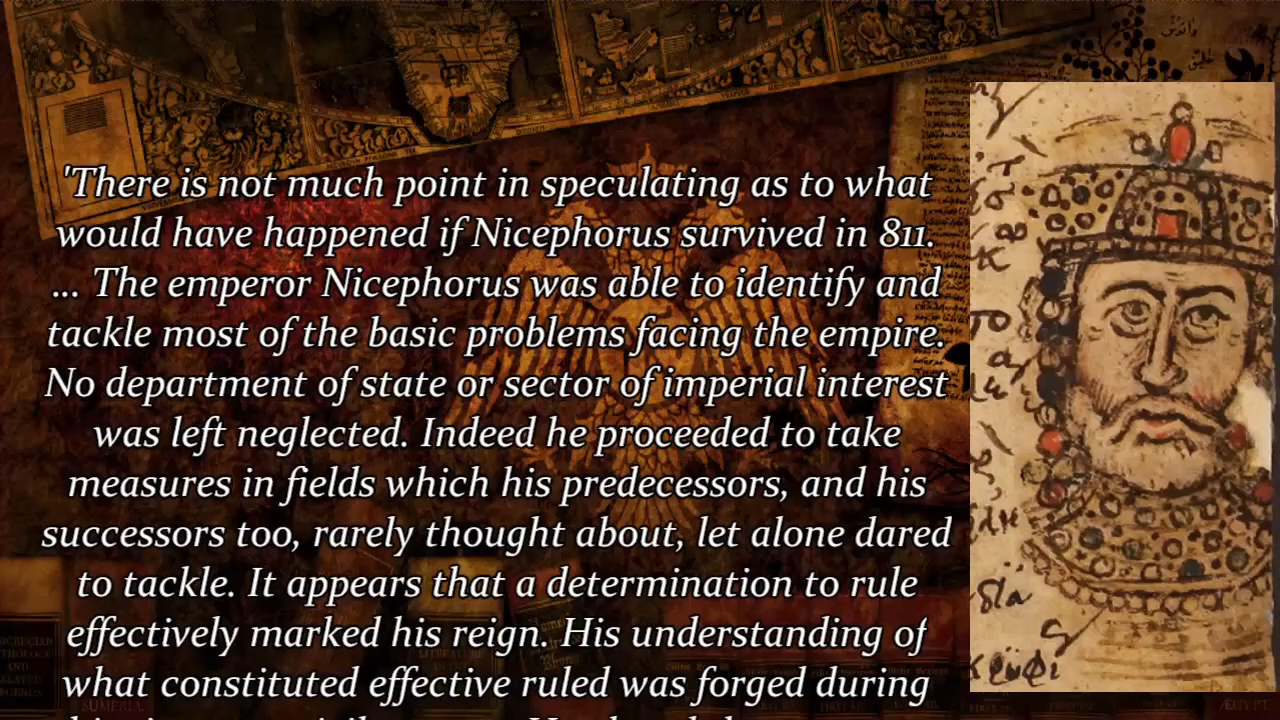 'There is not much point in speculating as to what
would have happened if Nicephorus survived in 811.
... The emperor Nicephorus was able to identify and
tackle most of the basic problems facing the empire.
No department of state or sector of imperial interest
was left neglected. Indeed he proceeded to take
measures in fields which his predecessors, and his
successors too, rarely thought about, let alone dared
to tackle. It appears that a determination to rule
effectively marked his reign. His understanding of
what constituted effective ruled was forged during